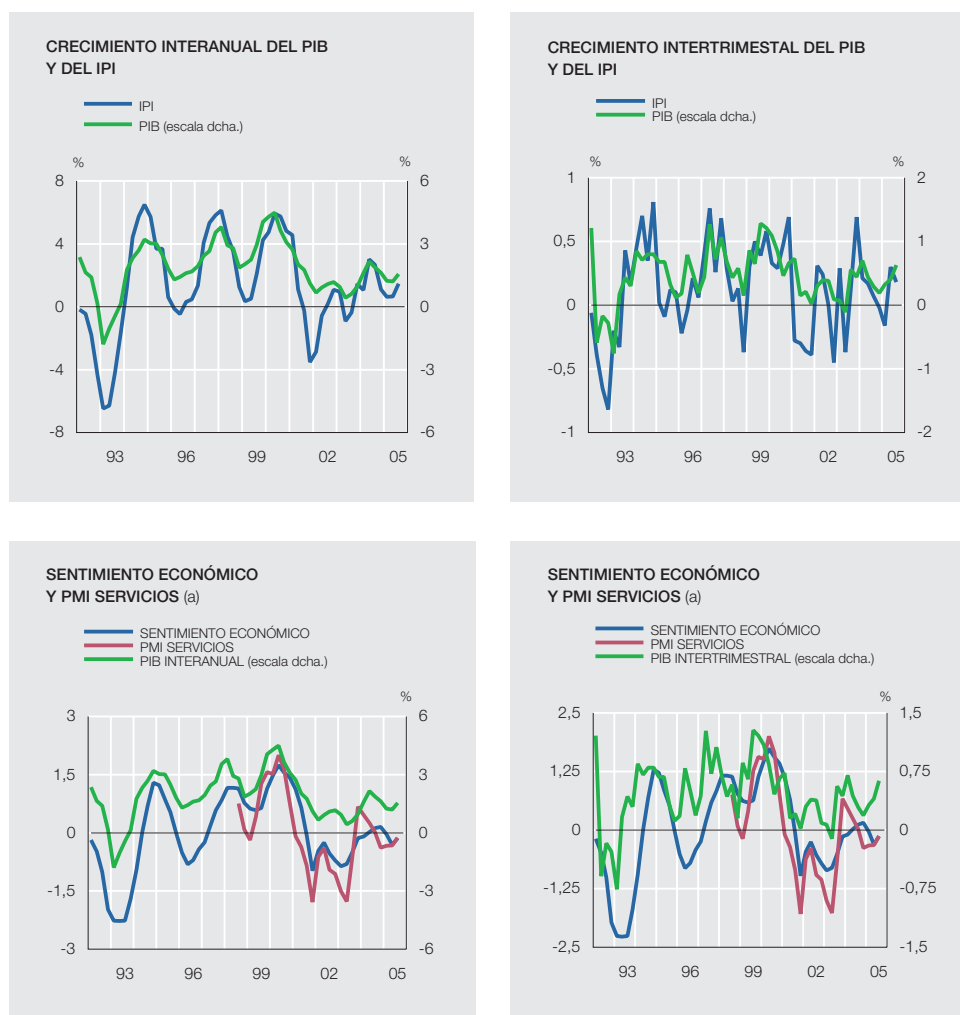 CRECIMIENTO INTERANUAL DEL PIB
Y DEL IPI
IPI
PIB (escala dcha.)
% %
8 6
4 3
0 0
-4 -3
-8 -6
93 96 99 02 05
CRECIMIENTO INTERTRIMESTAL DEL PIB
Y DEL IPI
IPI
PIB (escala dcha.)
% %
1 2
0,5 1
0 0
-0,5 -1
-1 -2
93 96 99 02 05
SENTIMIENTO ECONÓMICO
Y PMI SERVICIOS (a)
SENTIMIENTO ECONÓMICO
PMI SERVICIOS
PIB INTERANUAL (escala dcha.)
%
3 6
1,5 3
0 0
-1,5 -3
-3 -6
93 96 99 02 05
SENTIMIENTO ECONÓMICO
Y PMI SERVICIOS (a)
SENTIMIENTO ECONÓMICO
PMI SERVICIOS
PIB INTERTRIMESTRAL (escala dcha.)
%
2,5 1,5
1,25 0,75
0 0
-1,25 -0,75
-2,5 -1,5
93 96 99 02 05